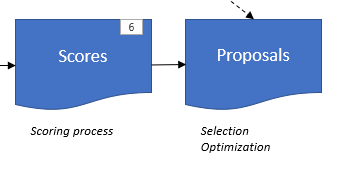 6
Scores
Proposals
Scoring process
Selection
Optimization